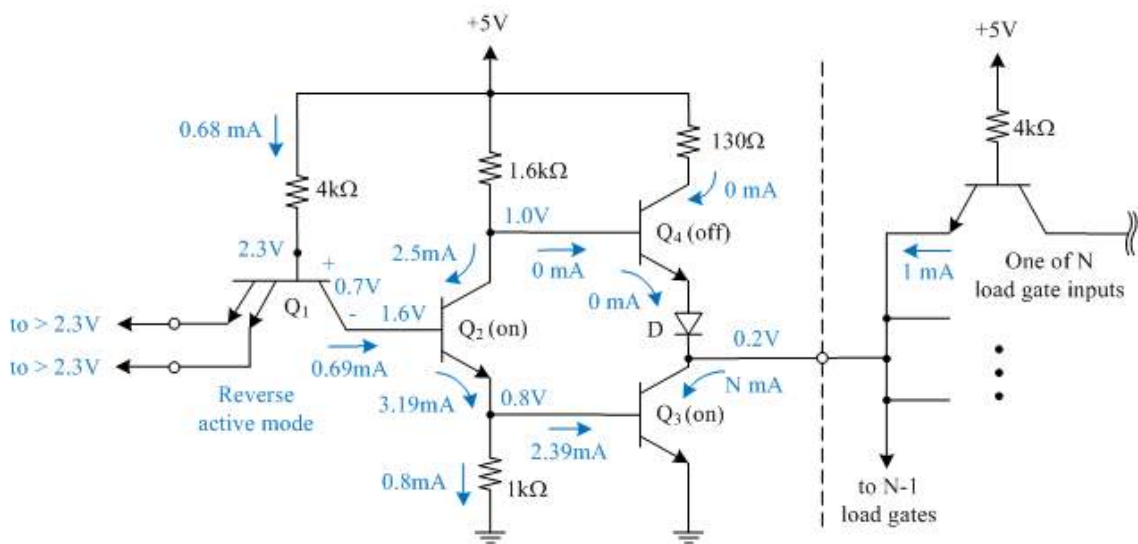 +5V
+5V
0.68 mA
130Ω
4kΩ
1.6kΩ
0 mA
4kΩ
1.0V
Q4 (off)
2.3V
+
0.7V
-
2.5mA
0 mA
1 mA
One of N
load gate inputs
Q1
1.6V
Q2 (on)
0 mA
to > 2.3V
D
0.2V
to > 2.3V
0.69mA
N mA
Reverse
active mode
3.19mA
0.8V
Q3 (on)
2.39mA
0.8mA
1kΩ
to N-1
load gates